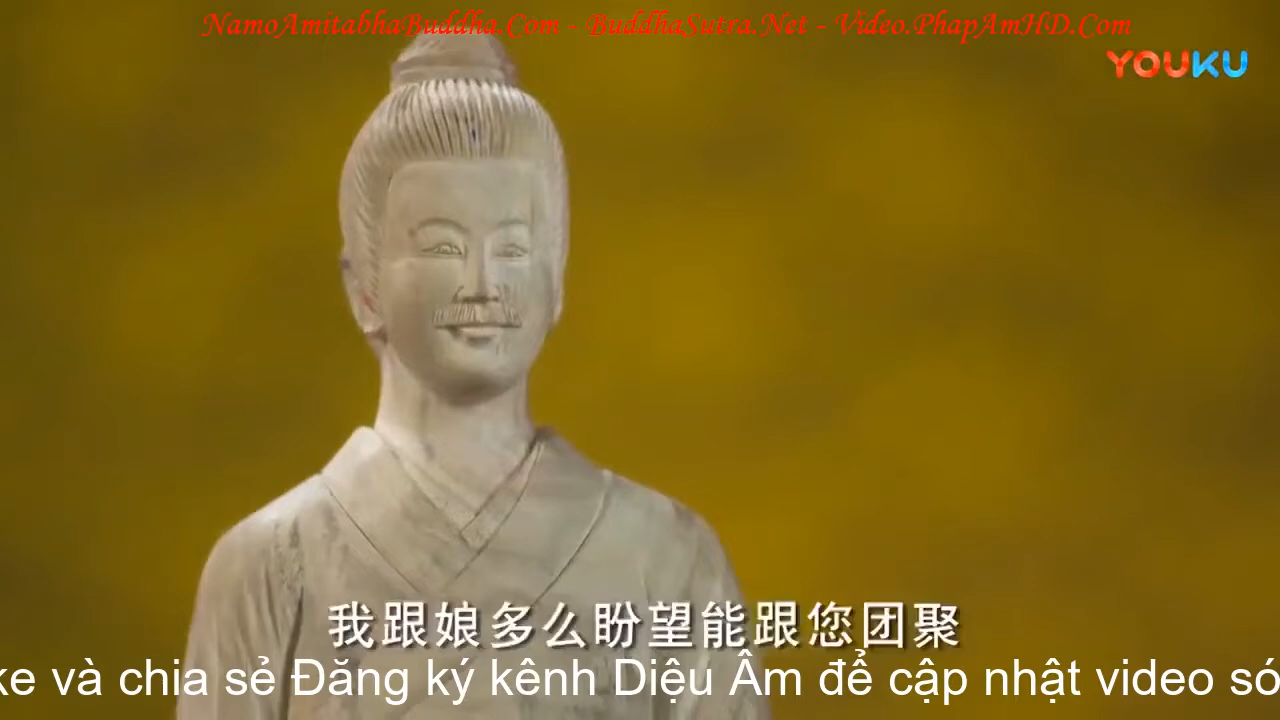 NamoAmitabhaBuddha.Com - BuddhaSutra.Net - Video.PhapAmHD.Com
YOUKU
我跟娘多么盼望能跟您团聚
ke và chia sẻ Đăng ký kênh Diệu Âm để cập nhật video só